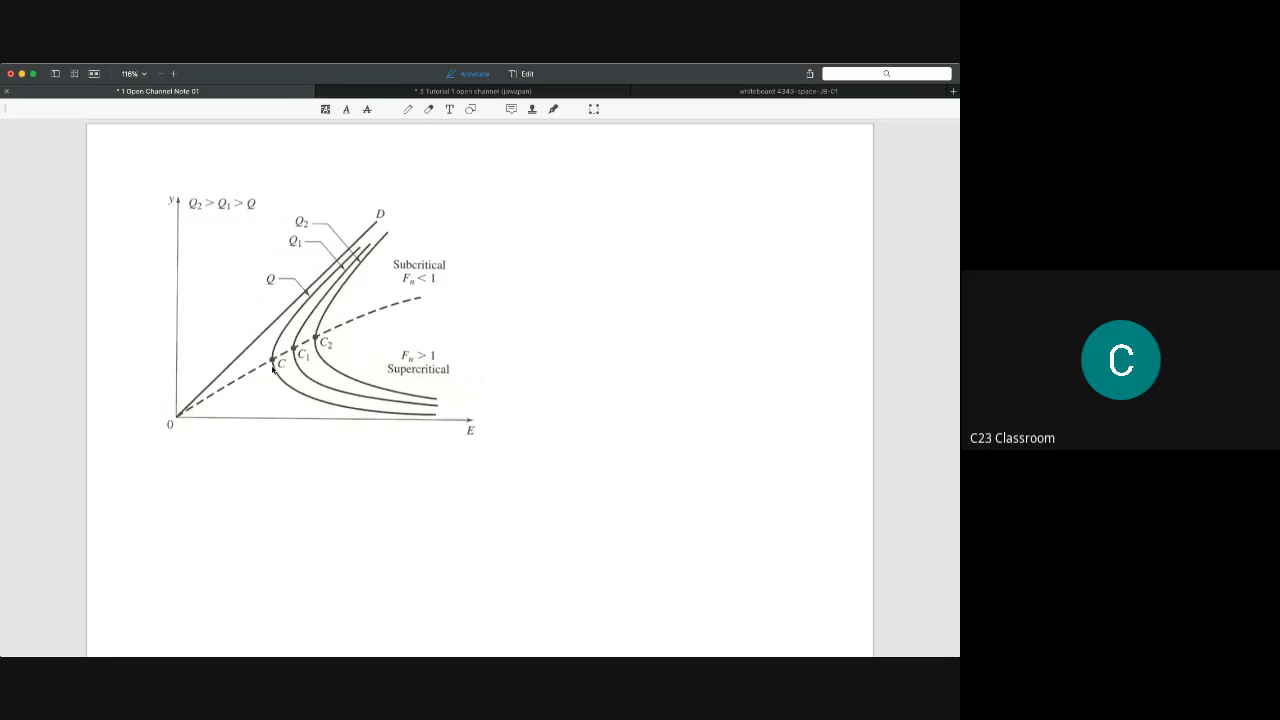 116%
Annotate
Edit
* 1 Open Channel Note 01
* 3 Tutorial 1 open channel (jawapan)
whiteboard 4343-space-JB-01
T
y
Q₂ > Q₁ > Q
D
Q₂
Q₁
Subcritical
Fₙ < 1
Q
C₂
C₁
C
Fₙ > 1
Supercritical
0
E
C
C23 Classroom